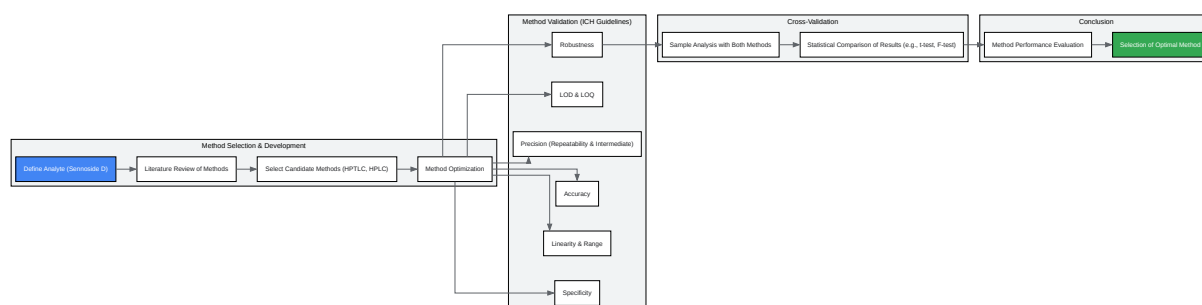 Method Selection & Development
Define Analyte (Sennoside D)
Literature Review of Methods
Select Candidate Methods (HPTLC, HPLC)
Method Optimization
Method Validation (ICH Guidelines)
Robustness
LOD & LOQ
Precision (Repeatability & Intermediate)
Accuracy
Linearity & Range
Specificity
Cross-Validation
Sample Analysis with Both Methods
Statistical Comparison of Results (e.g., t-test, F-test)
Conclusion
Method Performance Evaluation
Selection of Optimal Method